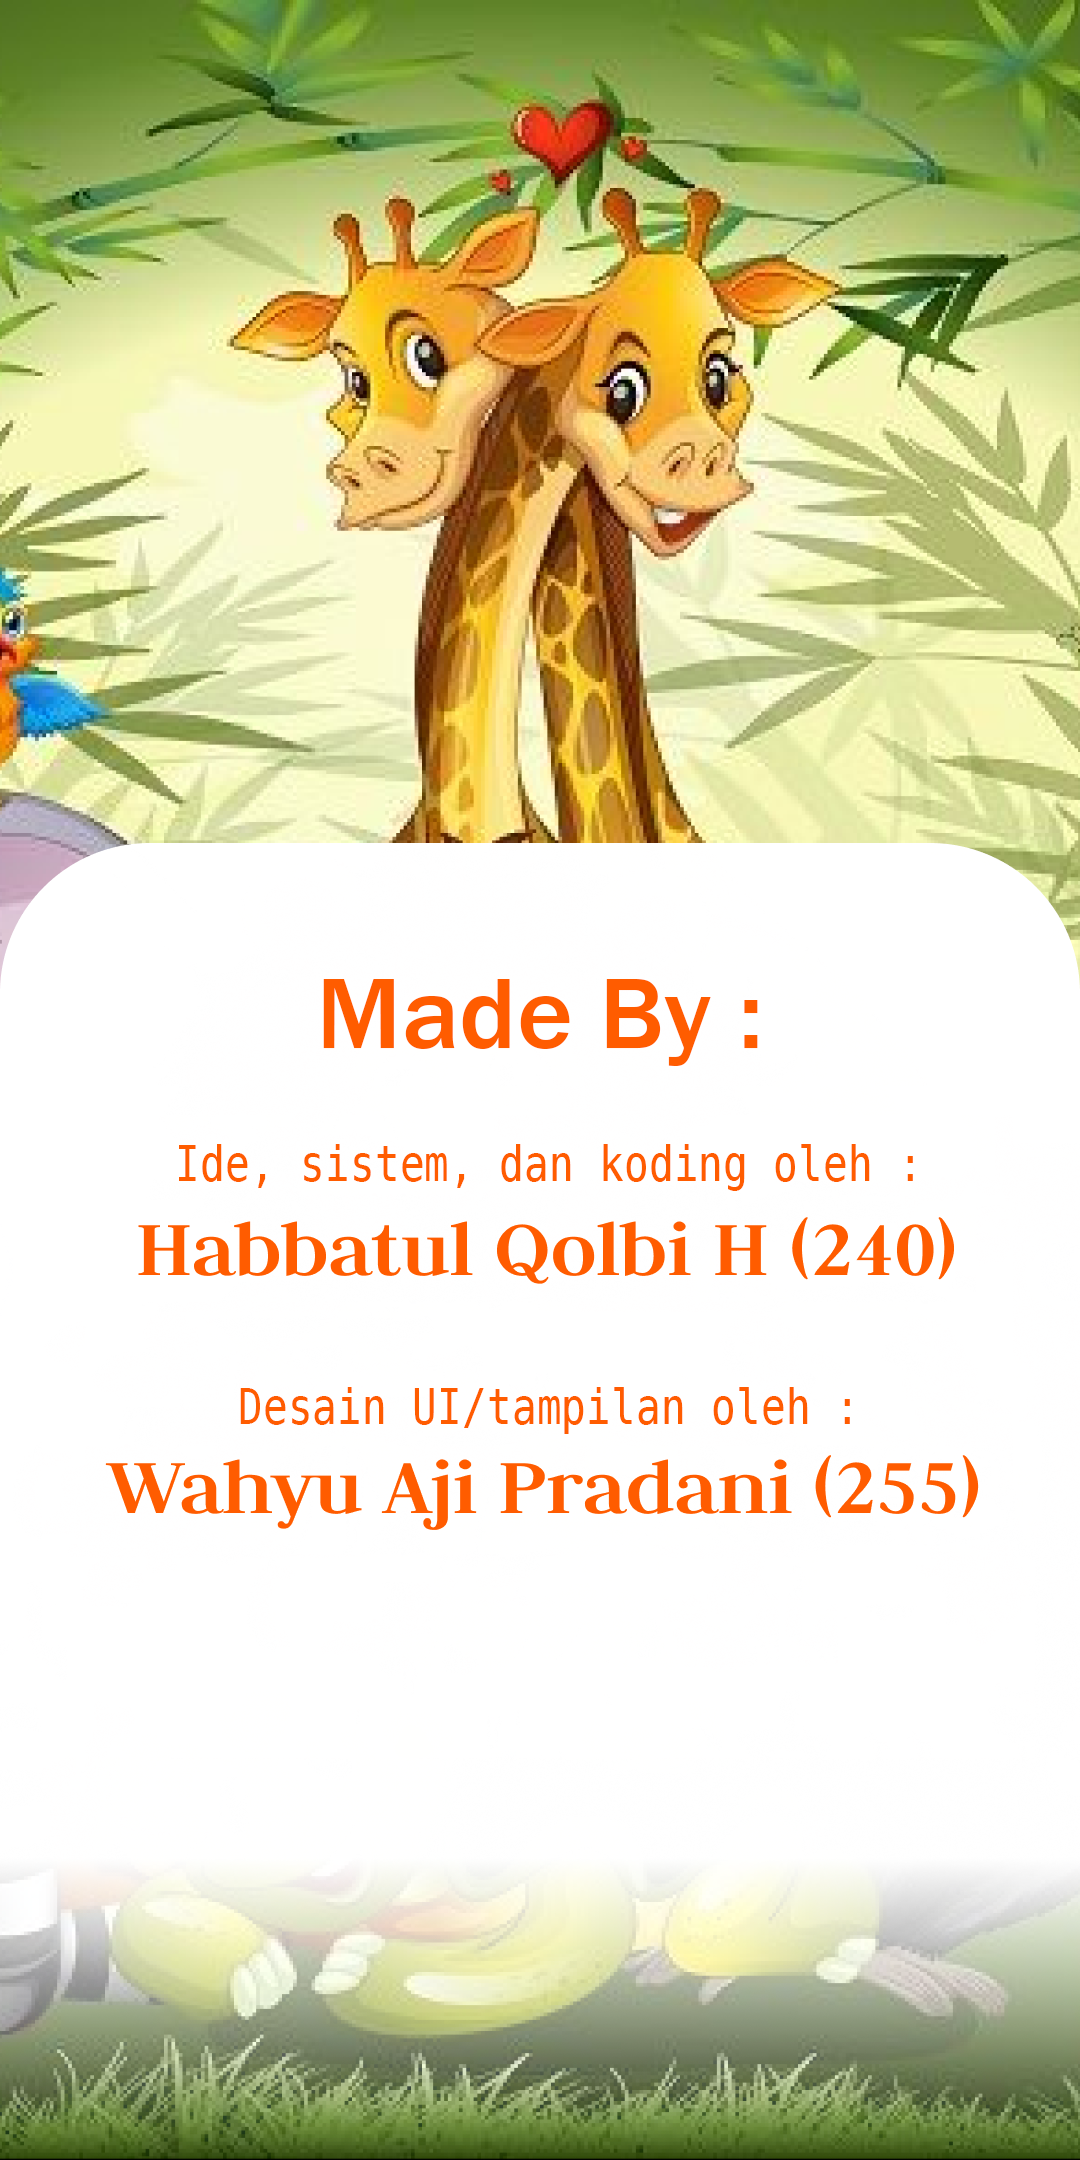 Made By :
Ide, sistem, dan koding oleh :
Habbatul Qolbi H (240)
Desain UI/tampilan oleh :
Wahyu Aji Pradani (255)